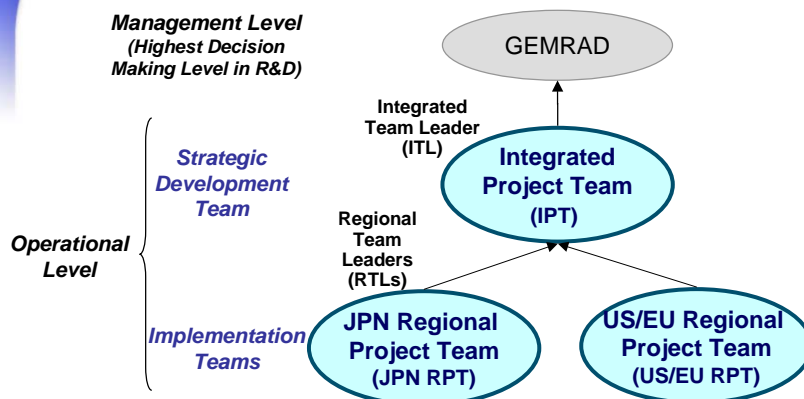 Management Level
(Highest Decision
Making Level in R&D)
GEMRAD
Integrated
Team Leader
(ITL)
Strategic
Development
Team
Integrated
Project Team
(IPT)
Regional
Team
Leaders
(RTLs)
Operational
Level
Implementation
Teams
JPN Regional
Project Team
(JPN RPT)
US/EU Regional
Project Team
(US/EU RPT)